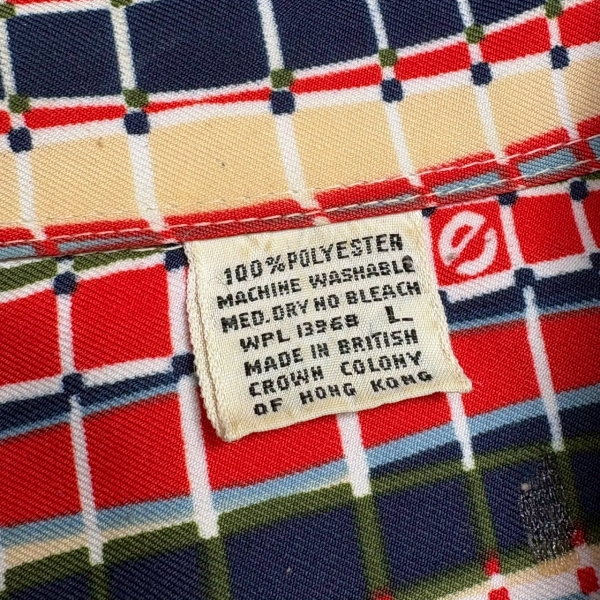 100% POLYESTER
MACHINE WASHABLE
MED. DRY NO BLEACH
WPL 13968 L
MADE IN BRITISH
CROWN COLONY
OF HONG KONG
e